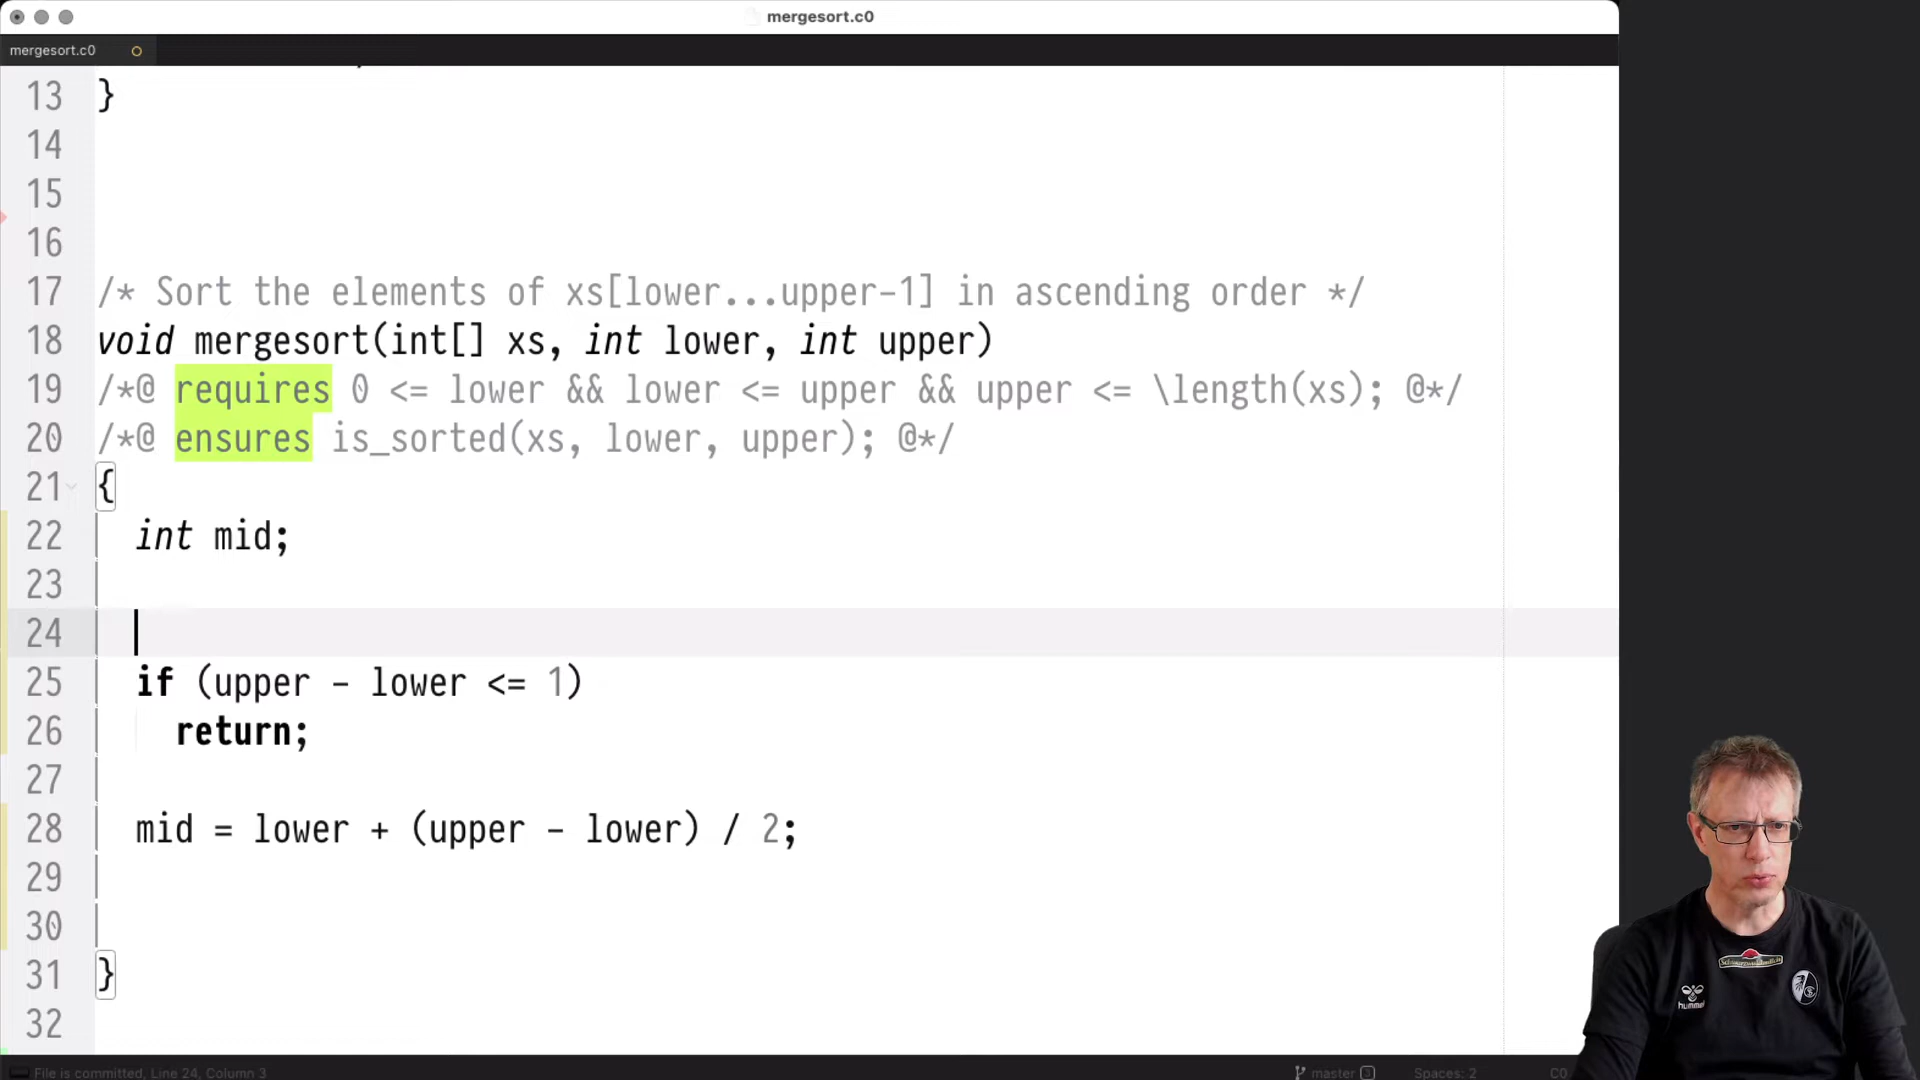 mergesort.c0
mergesort.c0
13 }
14
15
16
17 /* Sort the elements of xs[lower...upper-1] in ascending order */
18 void mergesort(int[] xs, int lower, int upper)
19 /*@ requires 0 <= lower && lower <= upper && upper <= \length(xs); @*/
20 /*@ ensures is_sorted(xs, lower, upper); @*/
21 {
22 int mid;
23
24
25 if (upper - lower <= 1)
26 return;
27
28 mid = lower + (upper - lower) / 2;
29
30
31 }
32
File is committed, Line 24, Column 3
master 3
Spaces: 2
C0
hummel